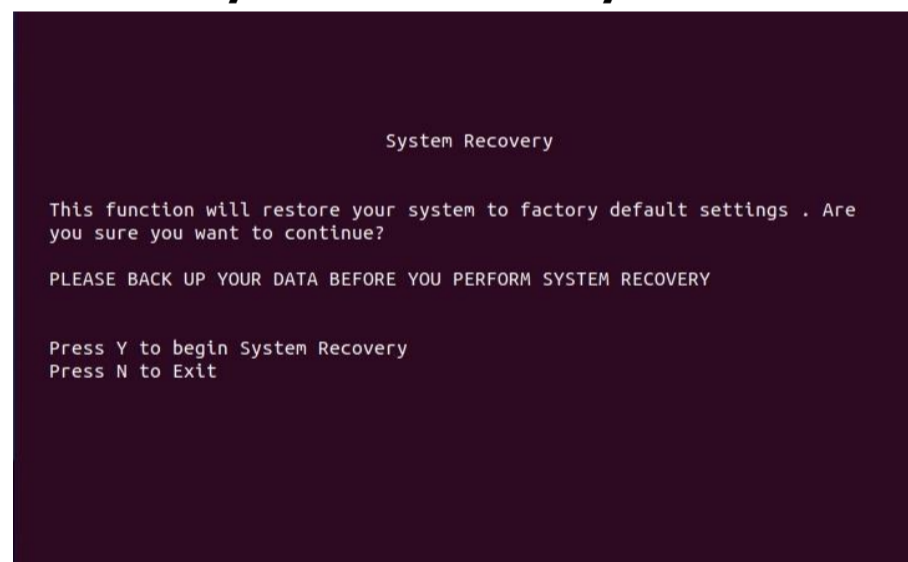 System Recovery
This function will restore your system to factory default settings . Are
you sure you want to continue?
PLEASE BACK UP YOUR DATA BEFORE YOU PERFORM SYSTEM RECOVERY
Press Y to begin System Recovery
Press N to Exit